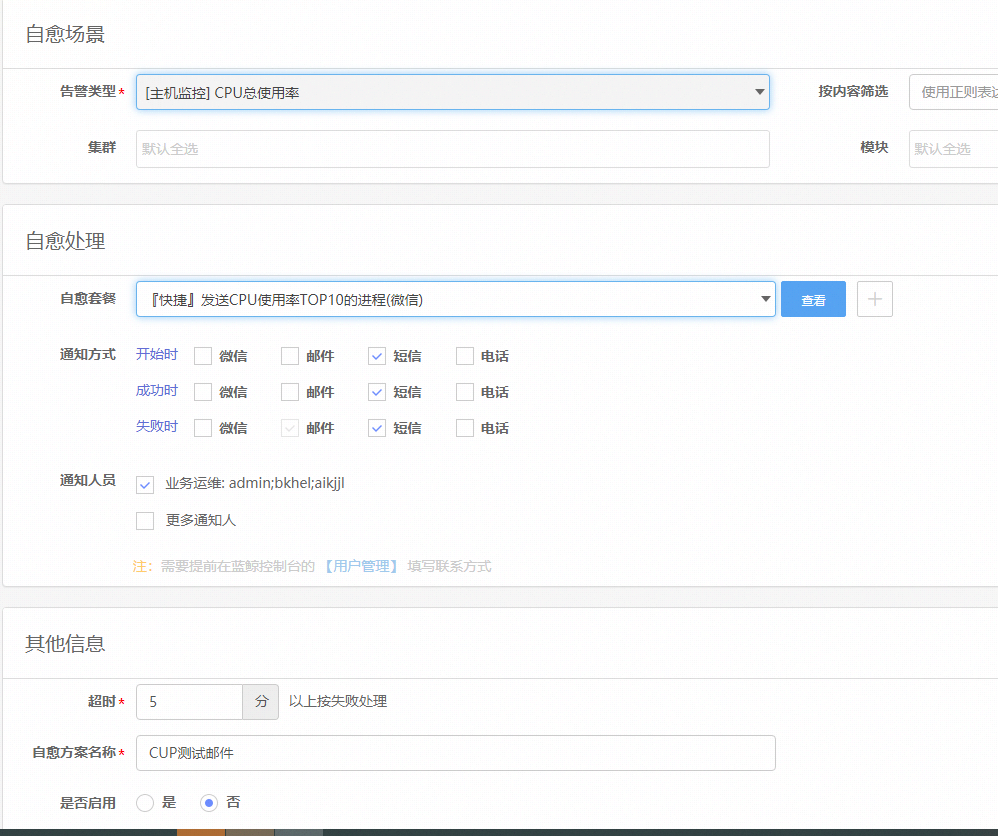 自愈场景
告警类型* [主机监控] CPU总使用率 按内容筛选 使用正则表达
集群 默认全选 模块 默认全选
自愈处理
自愈套餐 『快捷』发送CPU使用率TOP10的进程(微信) 查看
通知方式 开始时 微信 邮件 短信 电话
成功时 微信 邮件 短信 电话
失败时 微信 邮件 短信 电话
通知人员 业务运维: admin;bkhel;aikjjl
更多通知人
注：需要提前在蓝鲸控制台的【用户管理】填写联系方式
其他信息
超时* 5 分 以上按失败处理
自愈方案名称* CUP测试邮件
是否启用 是 否